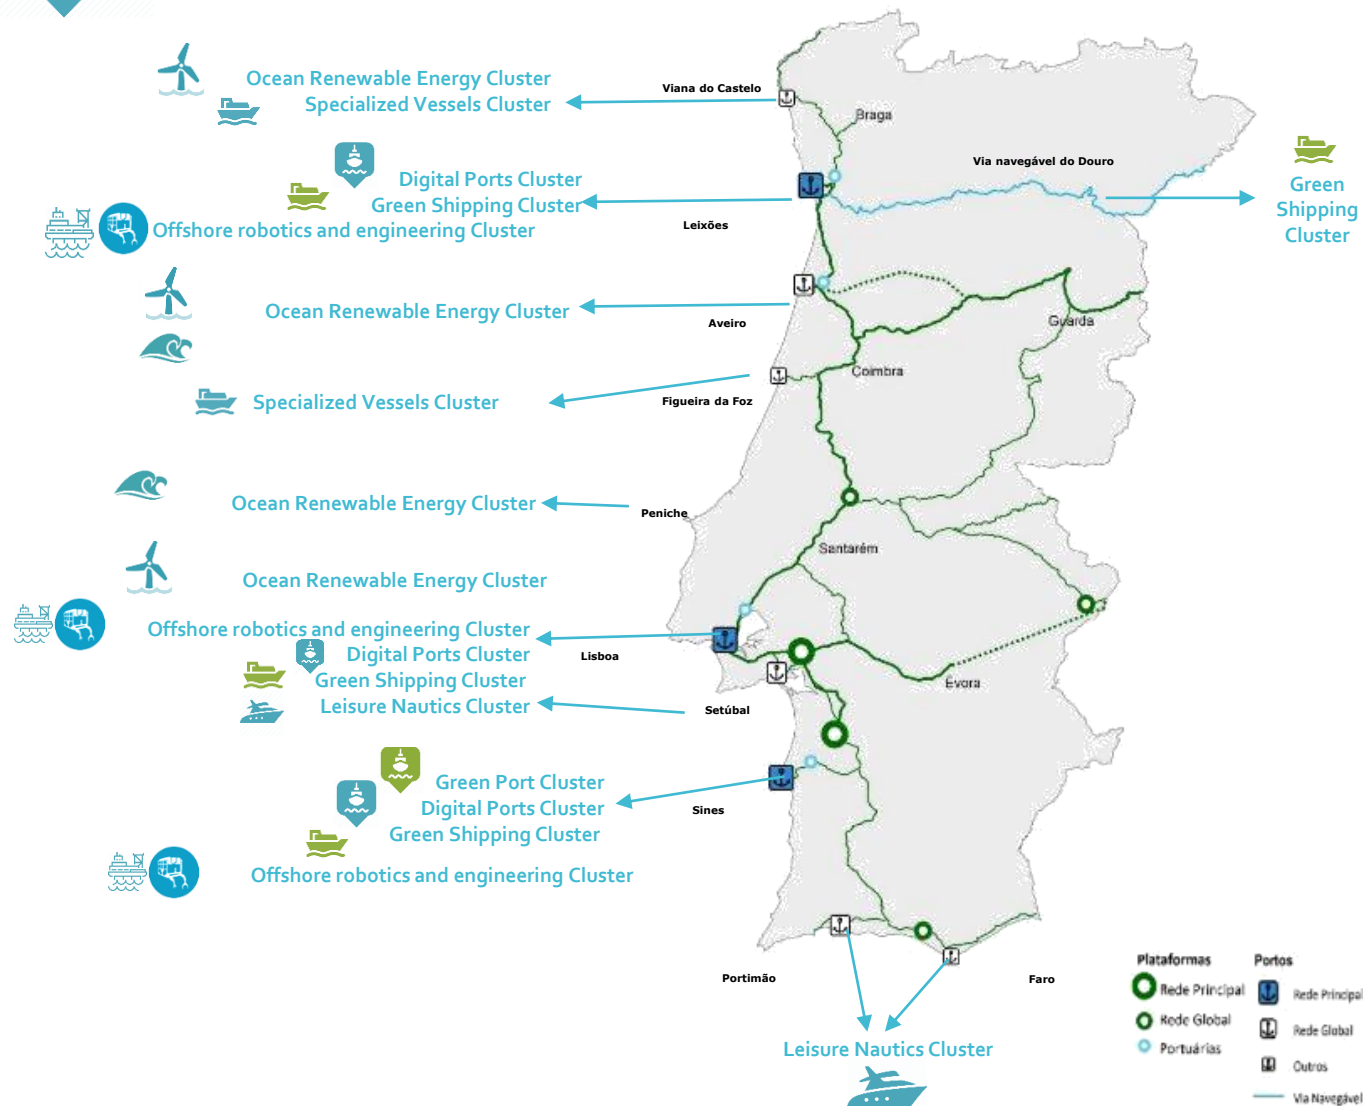 Ocean Renewable Energy Cluster
Specialized Vessels Cluster
Viana do Castelo
Braga
Via navegável do Douro
Digital Ports Cluster
Green Shipping Cluster
Offshore robotics and engineering Cluster
Leixões
Green
Shipping
Cluster
Ocean Renewable Energy Cluster
Aveiro
Guarda
Coimbra
Specialized Vessels Cluster
Figueira da Foz
Ocean Renewable Energy Cluster
Peniche
Santarém
Ocean Renewable Energy Cluster
Offshore robotics and engineering Cluster
Digital Ports Cluster
Green Shipping Cluster
Leisure Nautics Cluster
Lisboa
Évora
Setúbal
Green Port Cluster
Digital Ports Cluster
Green Shipping Cluster
Offshore robotics and engineering Cluster
Sines
Portimão
Faro
Leisure Nautics Cluster
Plataformas
Rede Principal
Rede Global
Portuárias
Portos
Rede Principal
Rede Global
Outros
Via Navegável